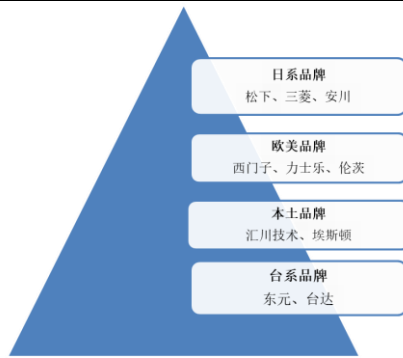 日系品牌
松下、三菱、安川
欧美品牌
西门子、力士乐、伦茨
本土品牌
汇川技术、埃斯顿
台系品牌
东元、台达